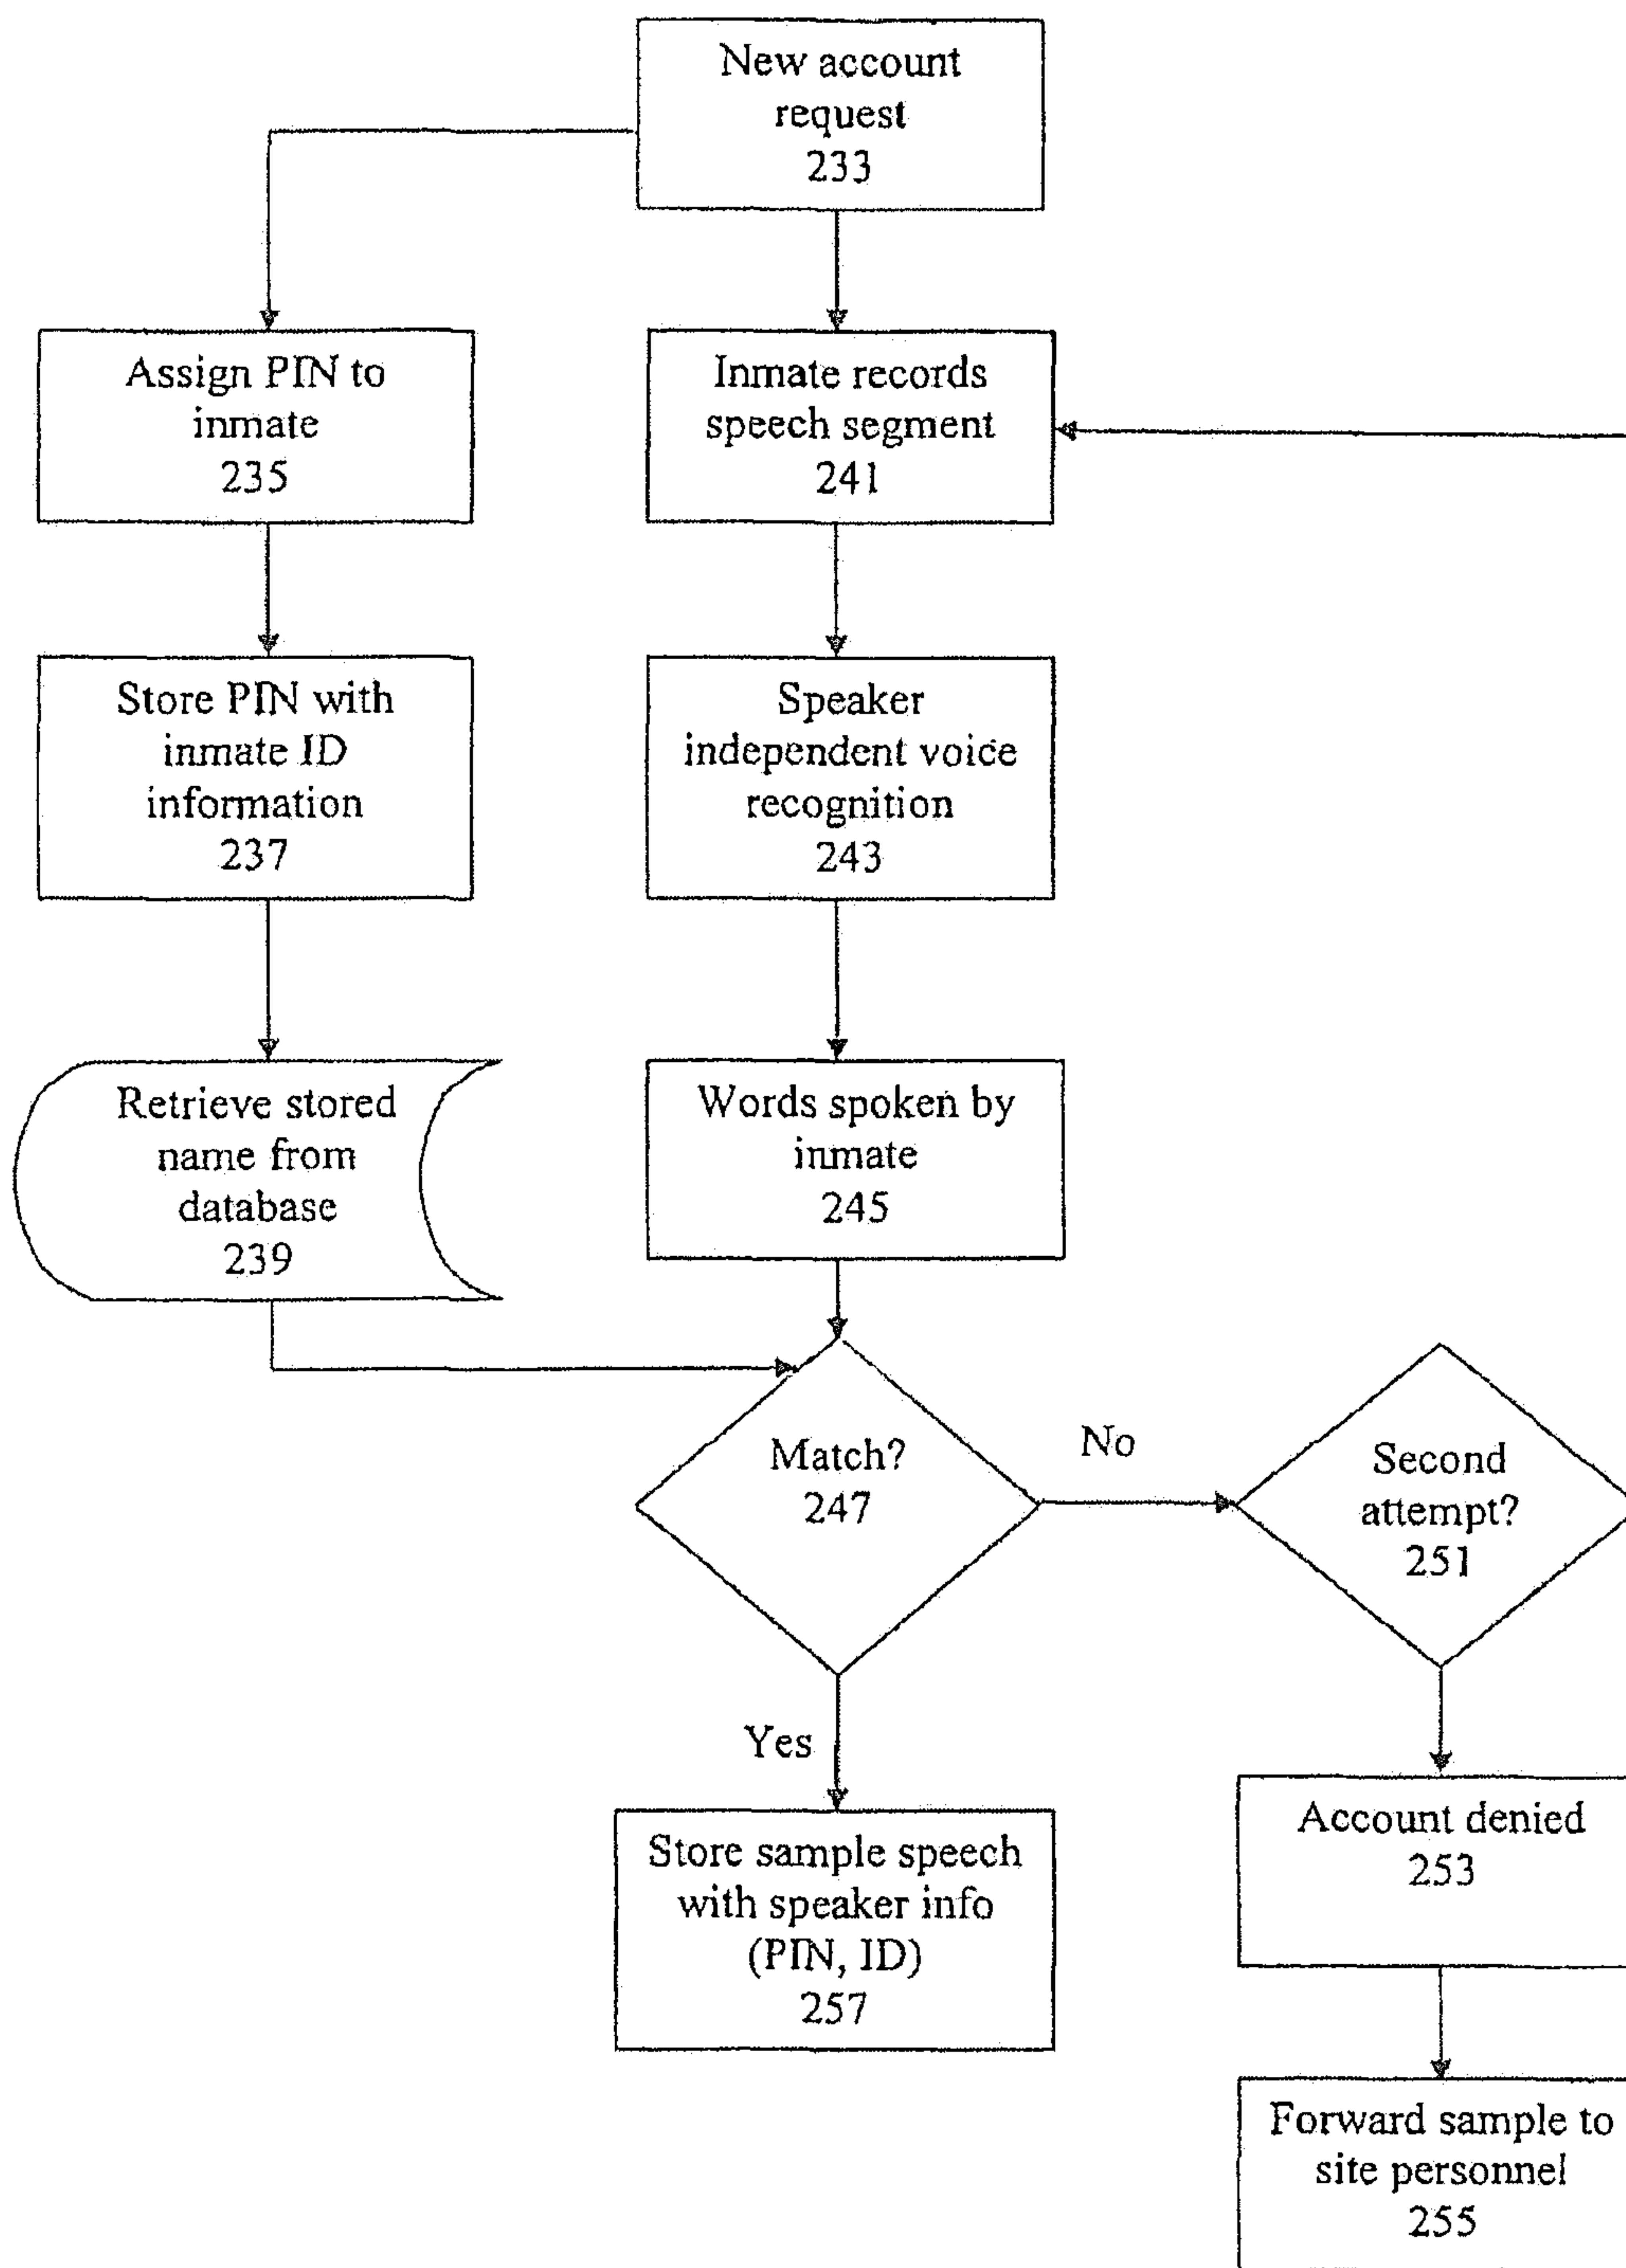 New account
request
233
Assign PIN to
inmate
235
Inmate records
speech segment
241
Store PIN with
inmate ID
information
237
Speaker
independent voice
recognition
243
Retrieve stored
name from
database
239
Words spoken by
inmate
245
Match?
247
No
Second
attempt?
251
Yes
Store sample speech
with speaker info
(PIN, ID)
257
Account denied
253
Forward sample to
site personnel
255